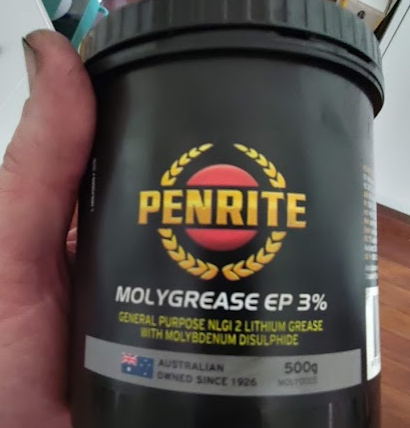 PENRITE
MOLYGREASE EP 3%
GENERAL PURPOSE NLGI 2 LITHIUM GREASE
WITH MOLYBDENUM DISULPHIDE
AUSTRALIAN
OWNED SINCE 1926
500g